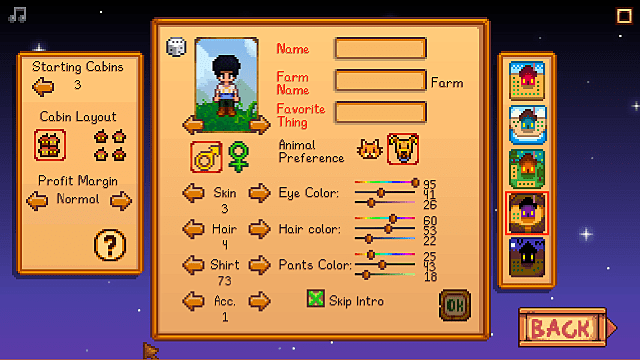 Starting Cabins
3
Cabin Layout
Profit Margin
Normal
?
Name
Farm Name
Farm
Favorite Thing
Animal Preference
Skin
3
Hair
4
Shirt
73
Acc.
1
Eye Color:
95
41
26
Hair color:
60
53
22
Pants Color:
25
43
18
Skip Intro
OK
BACK